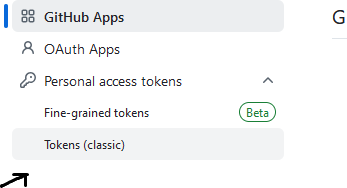 GitHub Apps
G
OAuth Apps
Personal access tokens
Fine-grained tokens Beta
Tokens (classic)